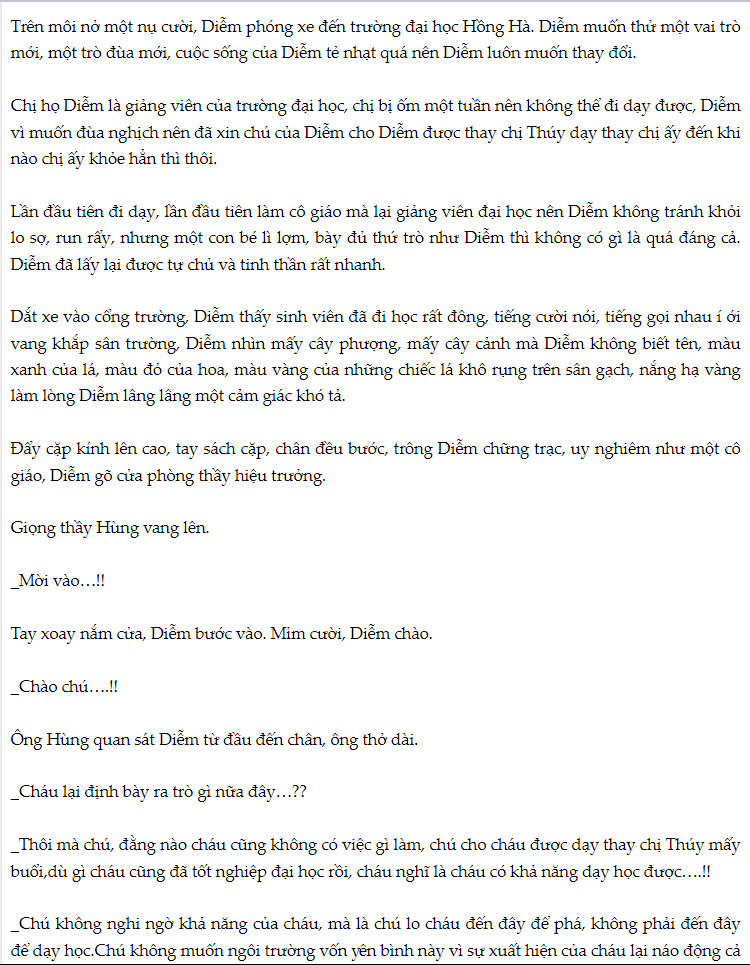 Trên môi nở một nụ cười, Diễm phóng xe đến trường đại học Hồng Hà. Diễm muốn thử một vai trò
mới, một trò đùa mới, cuộc sống của Diễm tẻ nhạt quá nên Diễm luôn muốn thay đổi.
Chị họ Diễm là giảng viên của trường đại học, chị bị ốm một tuần nên không thể đi dạy được, Diễm
vì muốn đùa nghịch nên đã xin chú của Diễm cho Diễm được thay chị Thúy dạy thay chị ấy đến khi
nào chị ấy khỏe hẳn thì thôi.
Lần đầu tiên đi dạy, lần đầu tiên làm cô giáo mà lại giảng viên đại học nên Diễm không tránh khỏi
lo sợ, run rẩy, nhưng một con bé lì lợm, bày đủ thứ trò như Diễm thì không có gì là quá đáng cả.
Diễm đã lấy lại được tự chủ và tinh thần rất nhanh.
Dắt xe vào cổng trường, Diễm thấy sinh viên đã đi học rất đông, tiếng cười nói, tiếng gọi nhau í ới
vang khắp sân trường, Diễm nhìn mấy cây phượng, mấy cây cảnh mà Diễm không biết tên, màu
xanh của lá, màu đỏ của hoa, màu vàng của những chiếc lá khô rụng trên sân gạch, nắng hạ vàng
làm lòng Diễm lâng lâng một cảm giác khó tả.
Đẩy cặp kính lên cao, tay sách cặp, chân đều bước, trông Diễm chững trạc, uy nghiêm như một cô
giáo, Diễm gõ cửa phòng thầy hiệu trưởng.
Giọng thầy Hùng vang lên.
_Mời vào…!!
Tay xoay nắm cửa, Diễm bước vào. Mim cười, Diễm chào.
_Chào chú….!!
Ông Hùng quan sát Diễm từ đầu đến chân, ông thở dài.
_Cháu lại định bày ra trò gì nữa đây…??
_Thôi mà chú, đằng nào cháu cũng không có việc gì làm, chú cho cháu được dạy thay chị Thúy mấy
buổi,dù gì cháu cũng đã tốt nghiệp đại học rồi, cháu nghĩ là cháu có khả năng dạy học được….!!
_Chú không nghi ngờ khả năng của cháu, mà là chú lo cháu đến đây để phá, không phải đến đây
để dạy học.Chú không muốn ngôi trường vốn yên bình này vì sự xuất hiện của cháu lại náo động cả